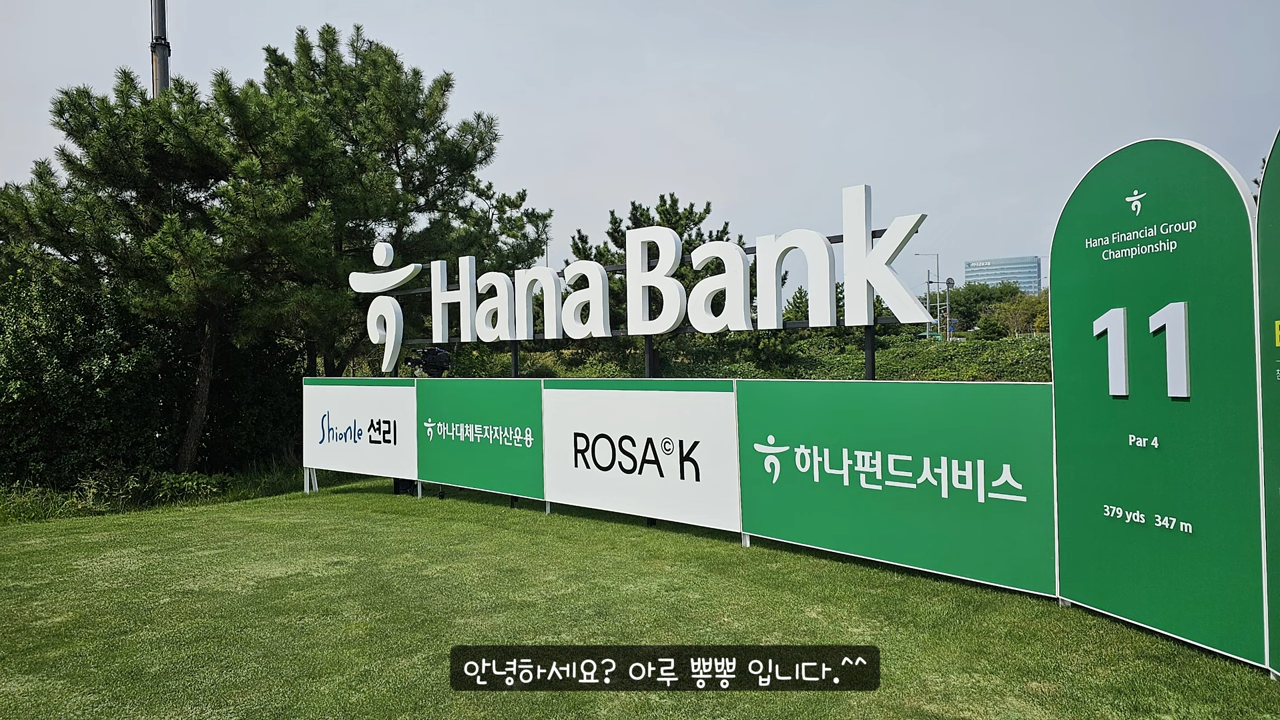 Hana Bank
Shionle 션리
하나대체투자자산운용
ROSA©K
하나펀드서비스
Hana Financial Group
Championship
11
Par 4
379 yds 347 m
안녕하세요? 아루 뽕뽕 입니다.^^